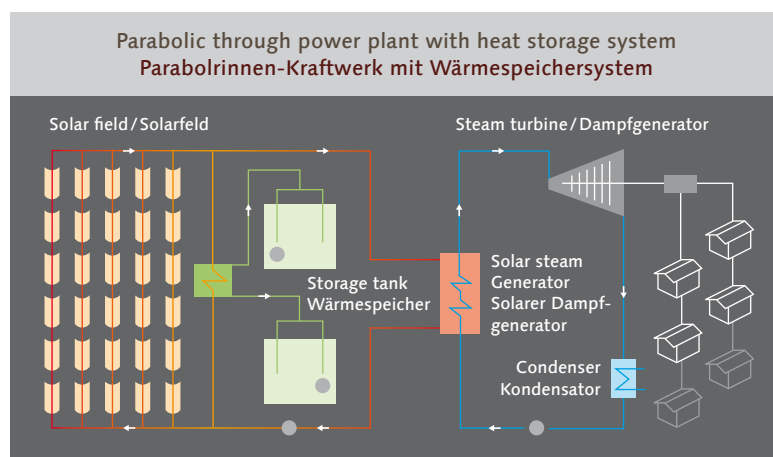 Parabolic through power plant with heat storage system
Parabolrinnen-Kraftwerk mit Wärmespeichersystem
Solar field/Solarfeld
Steam turbine/Dampfgenerator
Storage tank
Wärmespeicher
Solar steam
Generator
Solarer Dampf-
generator
Condenser
Kondensator